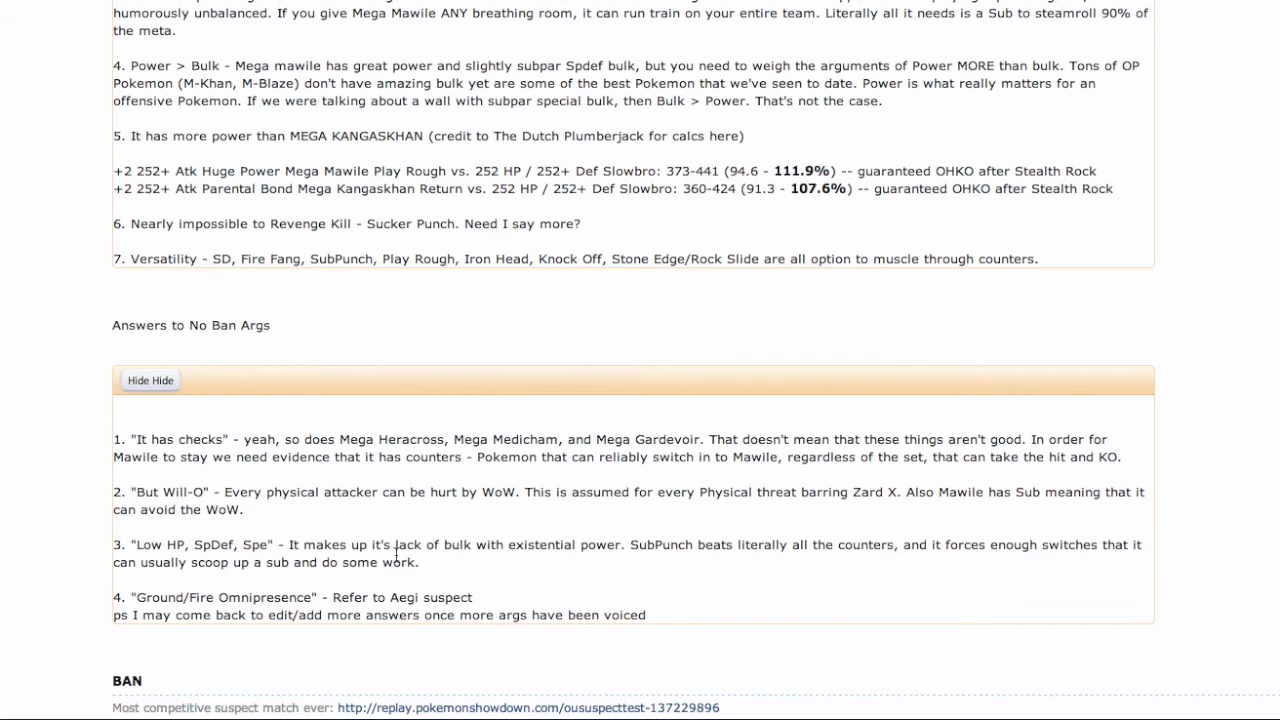 humorously unbalanced. If you give Mega Mawile ANY breathing room, it can run train on your entire team. Literally all it needs is a Sub to steamroll 90% of
the meta.
4. Power > Bulk - Mega mawile has great power and slightly subpar Spdef bulk, but you need to weigh the arguments of Power MORE than bulk. Tons of OP
Pokemon (M-Khan, M-Blaze) don't have amazing bulk yet are some of the best Pokemon that we've seen to date. Power is what really matters for an
offensive Pokemon. If we were talking about a wall with subpar special bulk, then Bulk > Power. That's not the case.
5. It has more power than MEGA KANGASKHAN (credit to The Dutch Plumberjack for calcs here)
+2 252+ Atk Huge Power Mega Mawile Play Rough vs. 252 HP / 252+ Def Slowbro: 373-441 (94.6 - 111.9%) -- guaranteed OHKO after Stealth Rock
+2 252+ Atk Parental Bond Mega Kangaskhan Return vs. 252 HP / 252+ Def Slowbro: 360-424 (91.3 - 107.6%) -- guaranteed OHKO after Stealth Rock
6. Nearly impossible to Revenge Kill - Sucker Punch. Need I say more?
7. Versatility - SD, Fire Fang, SubPunch, Play Rough, Iron Head, Knock Off, Stone Edge/Rock Slide are all option to muscle through counters.
Answers to No Ban Args
Hide Hide
1. "It has checks" - yeah, so does Mega Heracross, Mega Medicham, and Mega Gardevoir. That doesn't mean that these things aren't good. In order for
Mawile to stay we need evidence that it has counters - Pokemon that can reliably switch in to Mawile, regardless of the set, that can take the hit and KO.
2. "But Will-O" - Every physical attacker can be hurt by WoW. This is assumed for every Physical threat barring Zard X. Also Mawile has Sub meaning that it
can avoid the WoW.
3. "Low HP, SpDef, Spe" - It makes up it's lack of bulk with existential power. SubPunch beats literally all the counters, and it forces enough switches that it
can usually scoop up a sub and do some work.
4. "Ground/Fire Omnipresence" - Refer to Aegi suspect
ps I may come back to edit/add more answers once more args have been voiced
BAN
Most competitive suspect match ever: http://replay.pokemonshowdown.com/oususpecttest-137229896